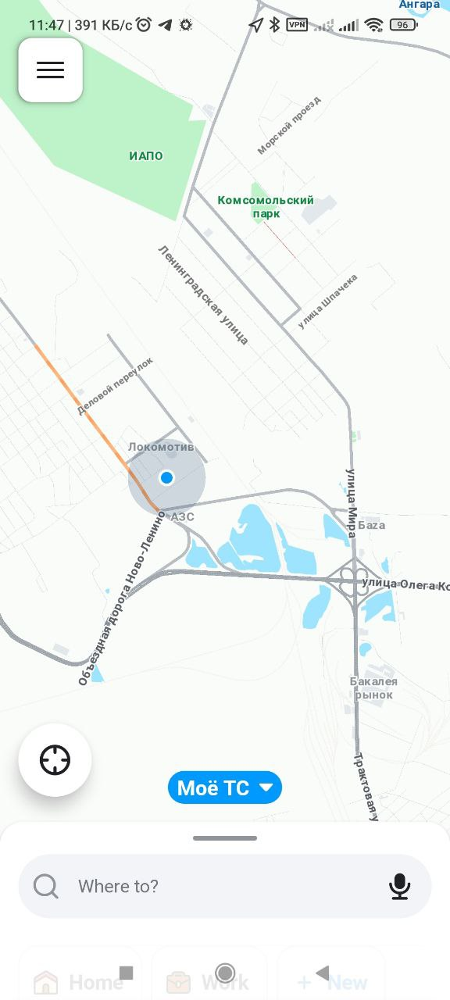 Ангара
11:47 | 391 КБ/с
VPN
96
Морской проезд
ИАПО
Комсомольский
парк
Ленинградская улица
улица Шпачека
Деловой переулок
Локомотив
АЗС
улица Мира
Баzа
улица Олега Ко
Объездная дорога Ново-Ленино
Бакалея
рынок
Трактовая у
Моё ТС
Where to?
Home
Work
+ New